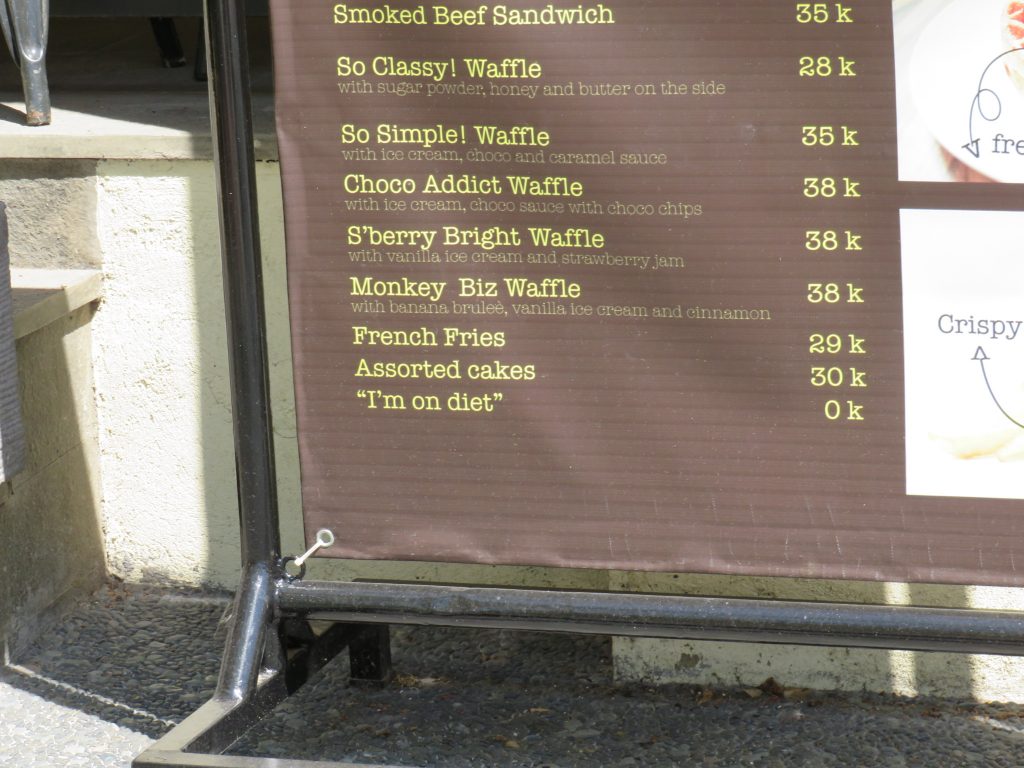 Smoked Beef Sandwich 35 k
So Classy! Waffle 28 k
with sugar powder, honey and butter on the side
So Simple! Waffle 35 k
with ice cream, choco and caramel sauce
Choco Addict Waffle 38 k
with ice cream, choco sauce with choco chips
S'berry Bright Waffle 38 k
with vanilla ice cream and strawberry jam
Monkey Biz Waffle 38 k
with banana bruleè, vanilla ice cream and cinnamon
French Fries 29 k
Assorted cakes 30 k
"I'm on diet" 0 k
fre
Crispy